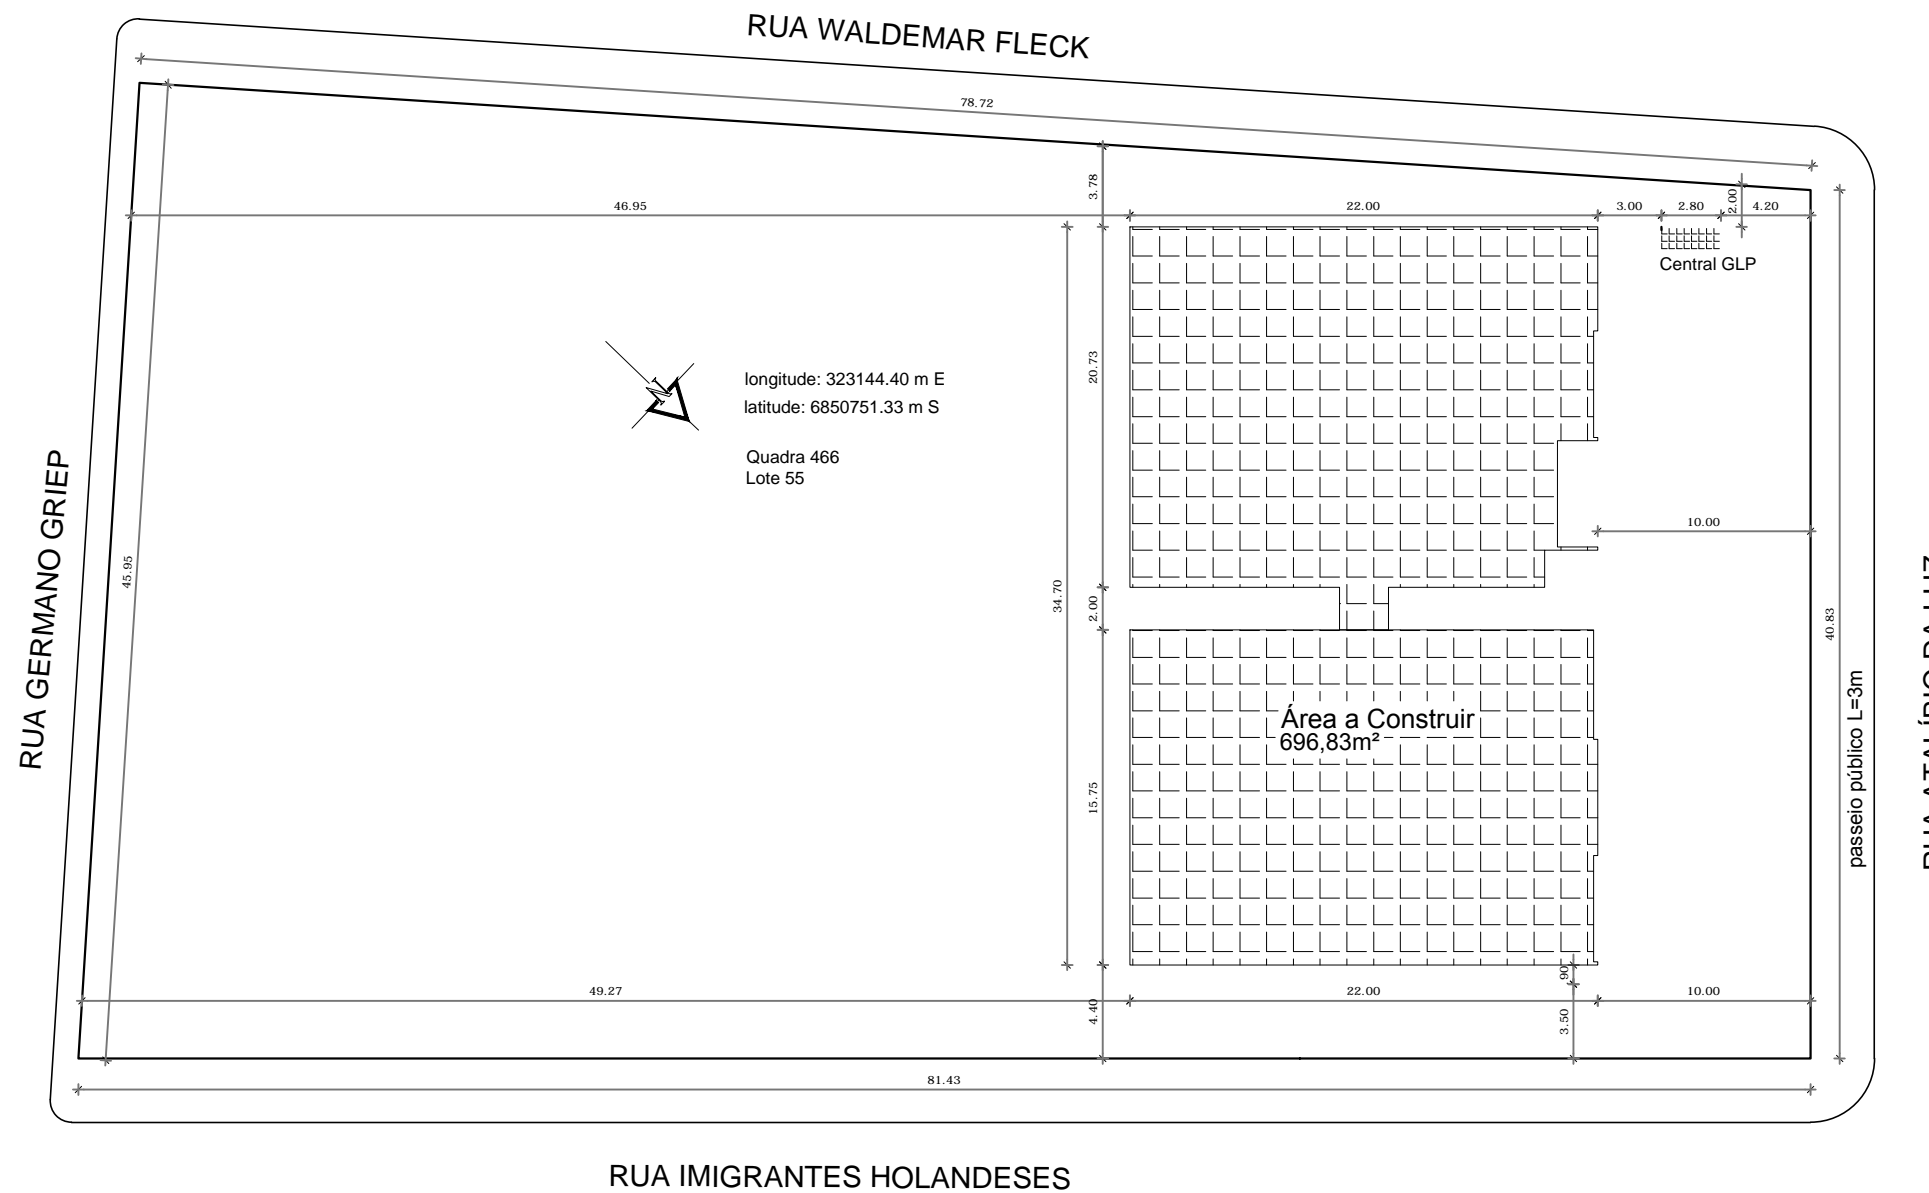 RUA WALDEMAR FLECK
78.72
3.78
46.95
22.00
3.00
2.80
2.00
4.20
Central GLP
longitude: 323144.40 m E
latitude: 6850751.33 m S
Quadra 466
Lote 55
20.73
RUA GERMANO GRIEP
45.95
10.00
34.70
2.00
40.83
passeio público L=3m
Área a Construir
696,83m²
15.75
49.27
4.40
22.00
.90
3.50
10.00
81.43
RUA IMIGRANTES HOLANDESES